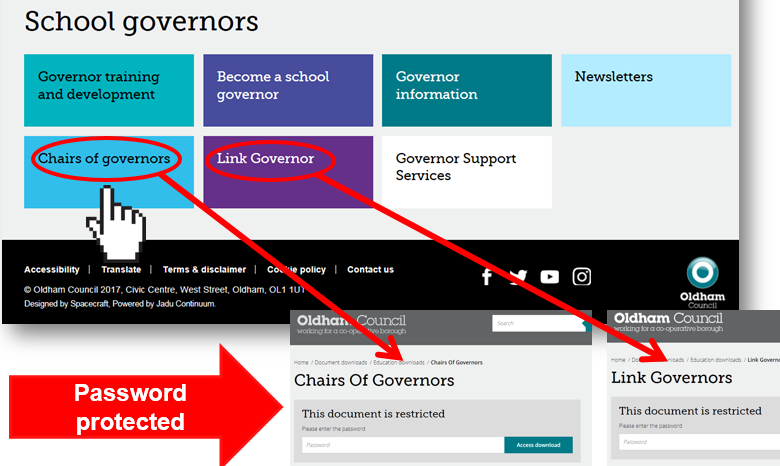 School governors
Governor training
and development
Become a school
governor
Governor
information
Newsletters
Chairs of governors
Link Governor
Governor Support
Services
Accessibility | Translate | Terms & disclaimer | Cookie policy | Contact us
© Oldham Council 2017, Civic Centre, West Street, Oldham, OL1 1UT
Designed by Spacecraft, Powered by Jadu Continuum.
Oldham
Council
Password
protected
Oldham Council
working for a co-operative borough
Search
Home / Document downloads / Education downloads / Chairs Of Governors
Chairs Of Governors
This document is restricted
Please enter the password
Password
Access download
Oldham Council
working for a co-operative borough
Home / downloads / Education downloads / Link Governors
Link Governors
This document is restricted
Please enter the password
Password